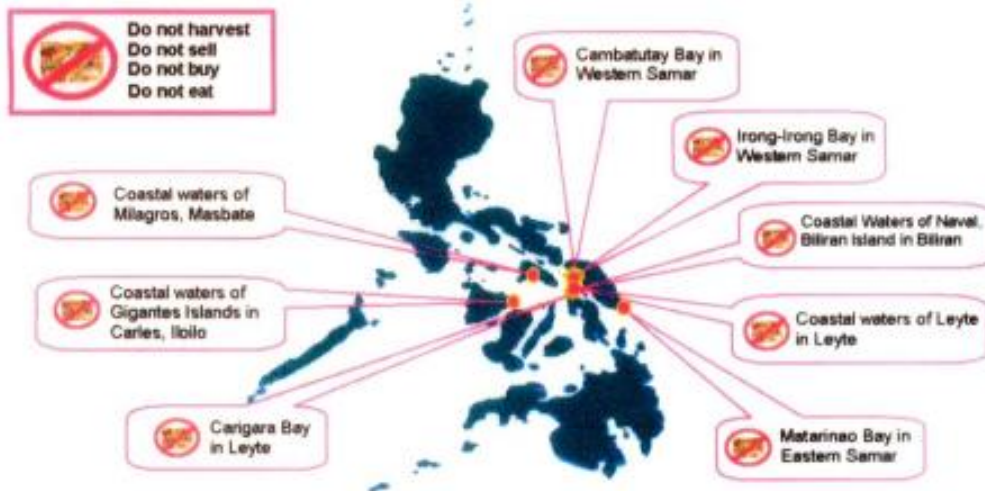 Do not harvest
Do not sell
Do not buy
Do not eat
Cambatutay Bay in
Western Samar
Irong-Irong Bay in
Western Samar
Coastal waters of
Milagros, Masbate
Coastal Waters of Naval,
Biliran Island in Biliran
Coastal waters of
Gigantes Islands in
Carles, Iloilo
Coastal waters of Leyte
in Leyte
Carigara Bay
in Leyte
Matarinao Bay in
Eastern Samar